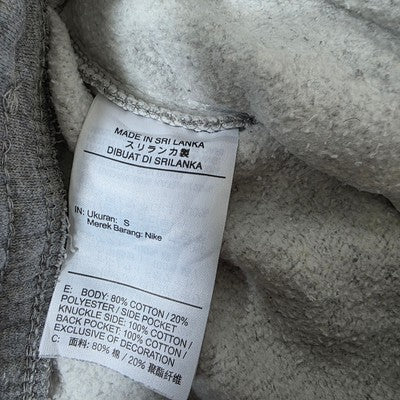 MADE IN SRI LANKA
スリランカ製
DIBUAT DI SRILANKA
IN: Ukuran: S
Merek Barang: Nike
E: BODY: 80% COTTON / 20%
POLYESTER / SIDE POCKET
KNUCKLE SIDE: 100% COTTON /
BACK POCKET: 100% COTTON /
EXCLUSIVE OF DECORATION
C: 面料: 80% 棉 / 20% 聚酯纤维